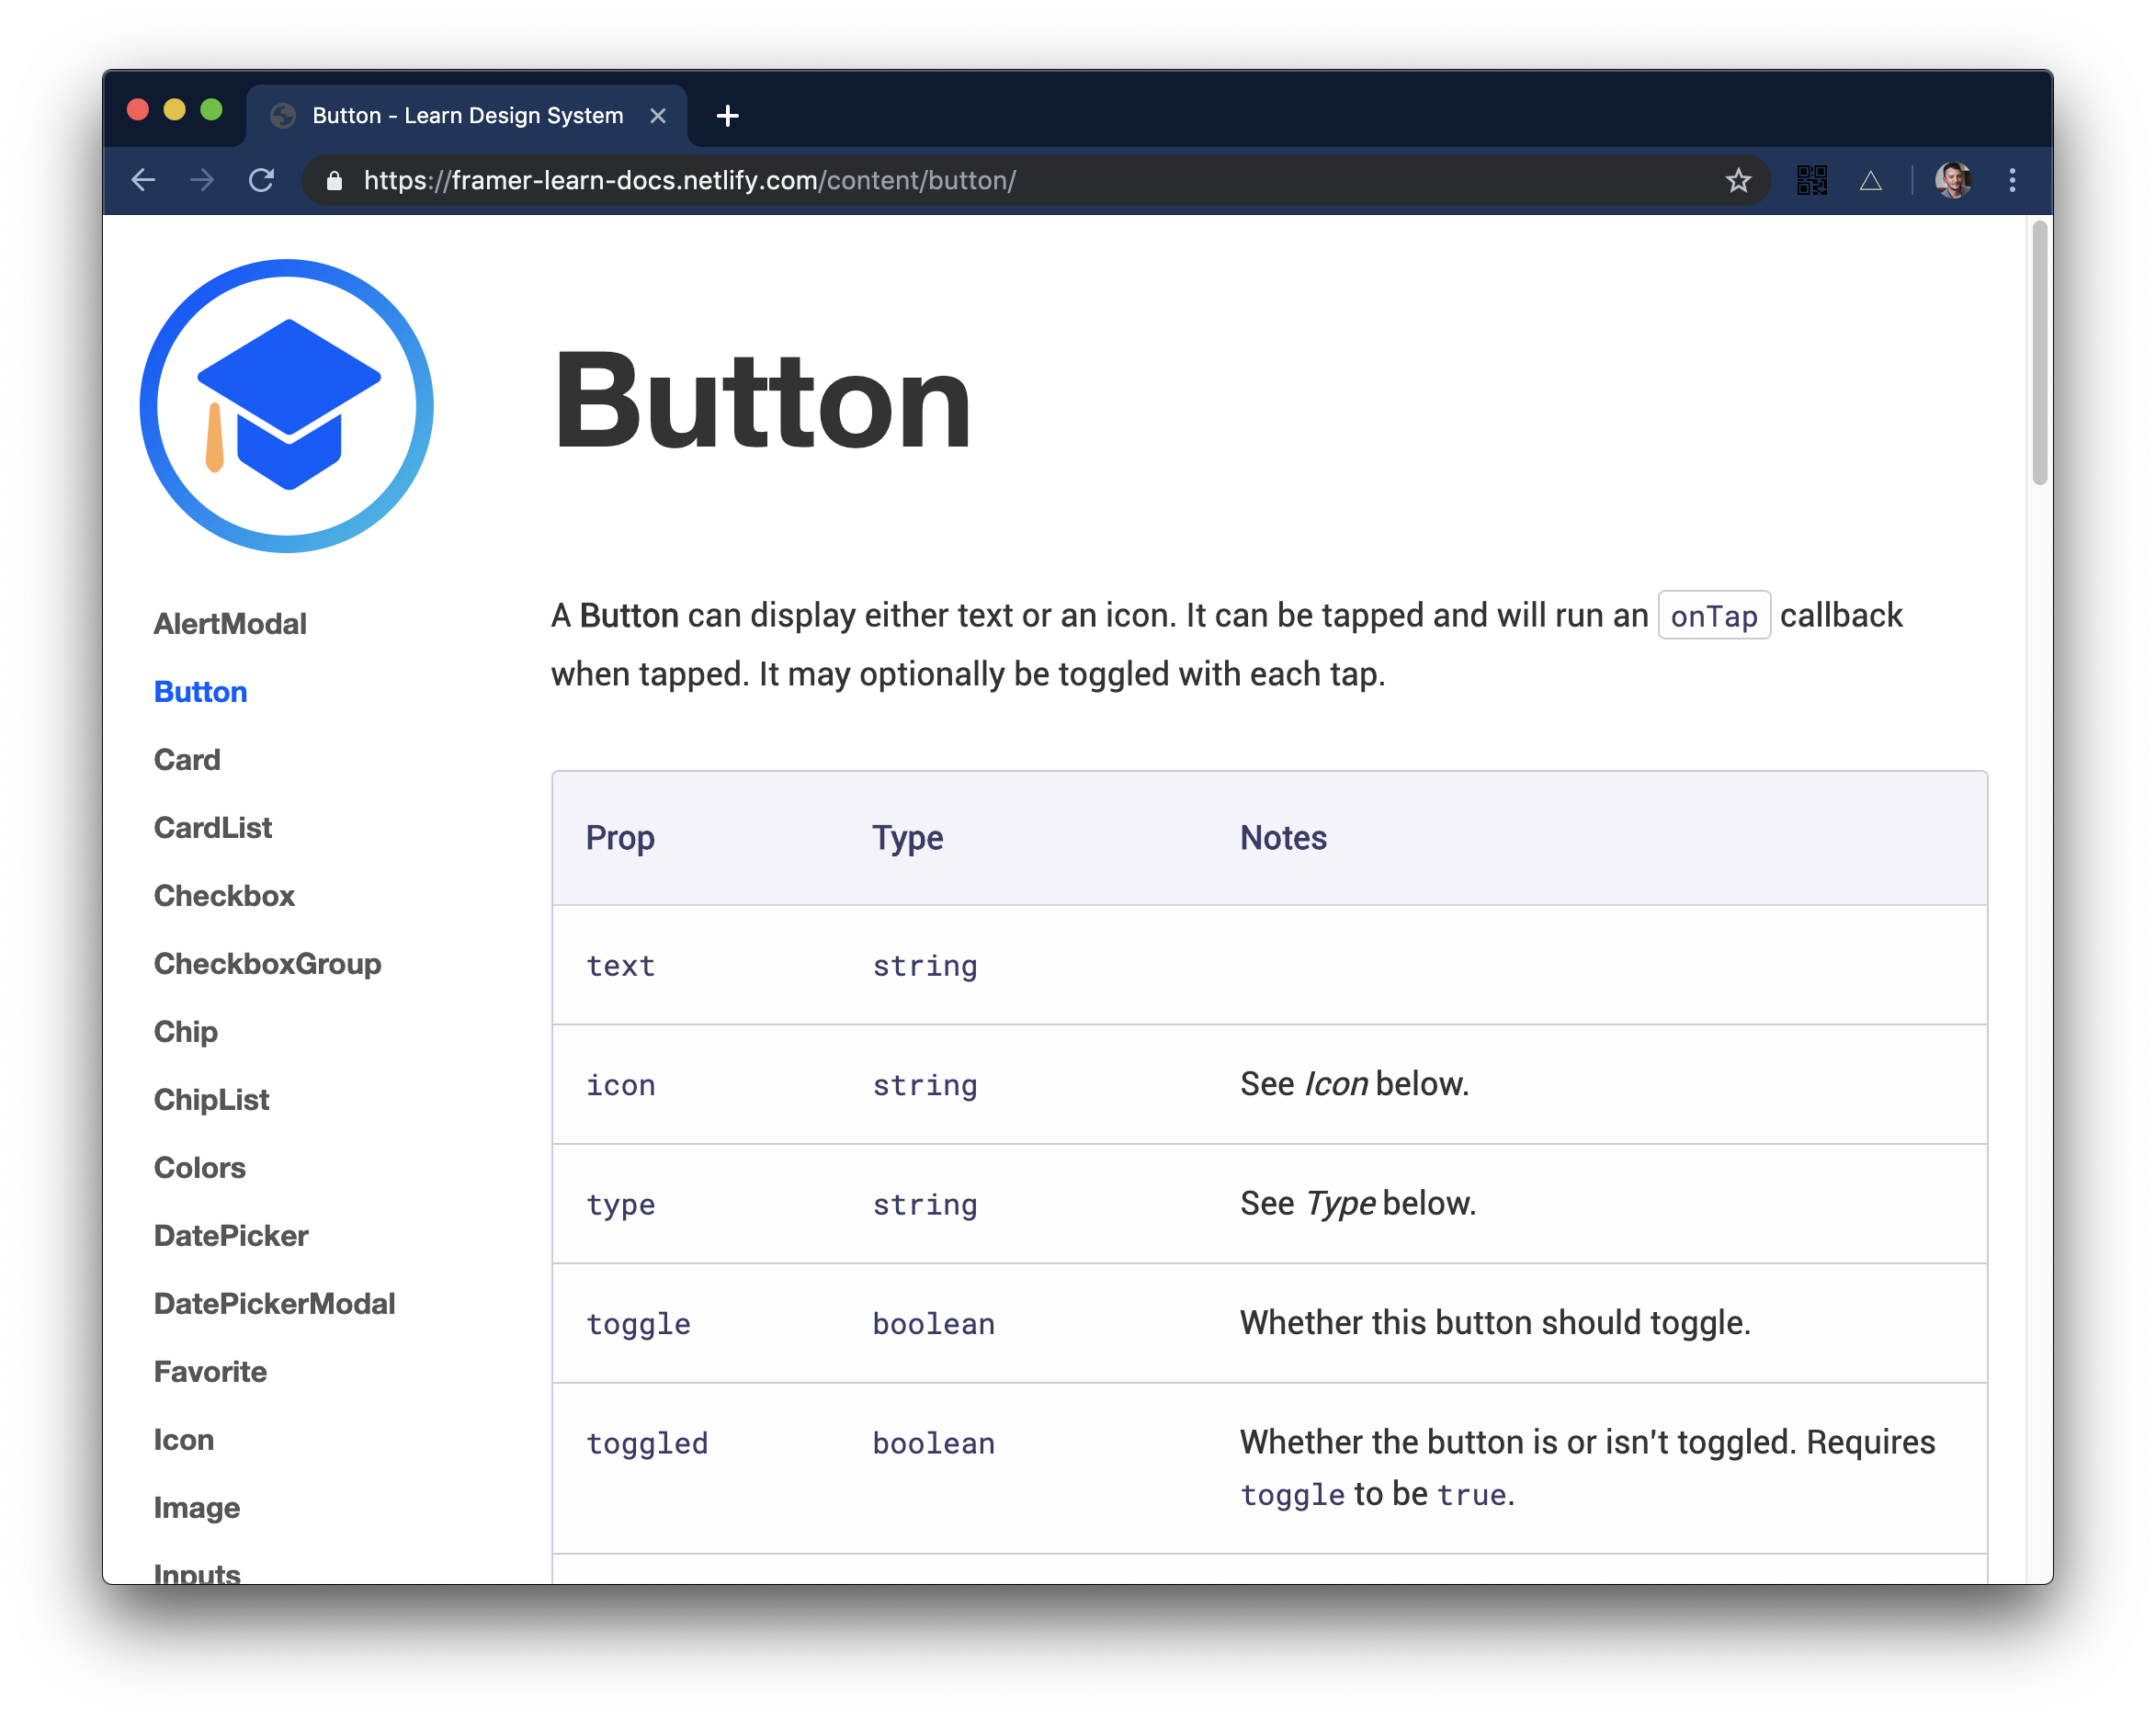 Button - Learn Design System
https://framer-learn-docs.netlify.com/content/button/
AlertModal
Button
Card
CardList
Checkbox
CheckboxGroup
Chip
ChipList
Colors
DatePicker
DatePickerModal
Favorite
Icon
Image
Inputs
Button
A Button can display either text or an icon. It can be tapped and will run an onTap callback
when tapped. It may optionally be toggled with each tap.
Prop Type Notes
text string
icon string See Icon below.
type string See Type below.
toggle boolean Whether this button should toggle.
toggled boolean Whether the button is or isn't toggled. Requires
toggle to be true.